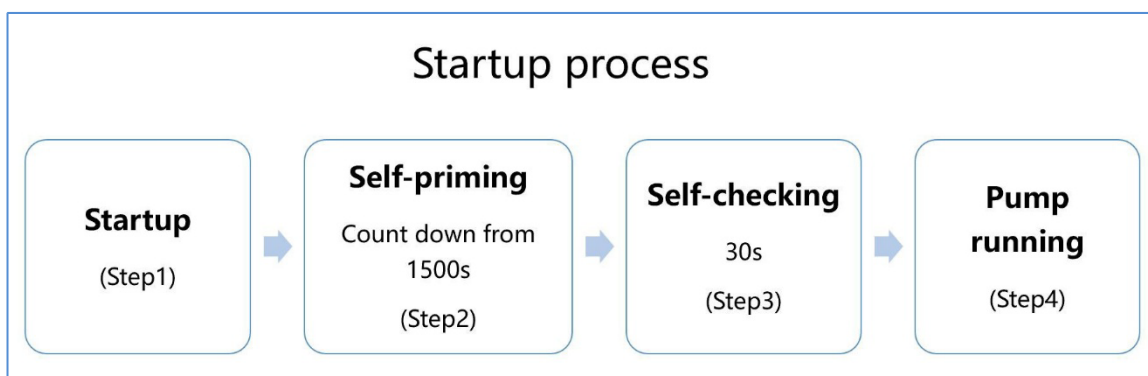 Startup process
Startup
(Step1)
Self-priming
Count down from
1500s
(Step2)
Self-checking
30s
(Step3)
Pump
running
(Step4)